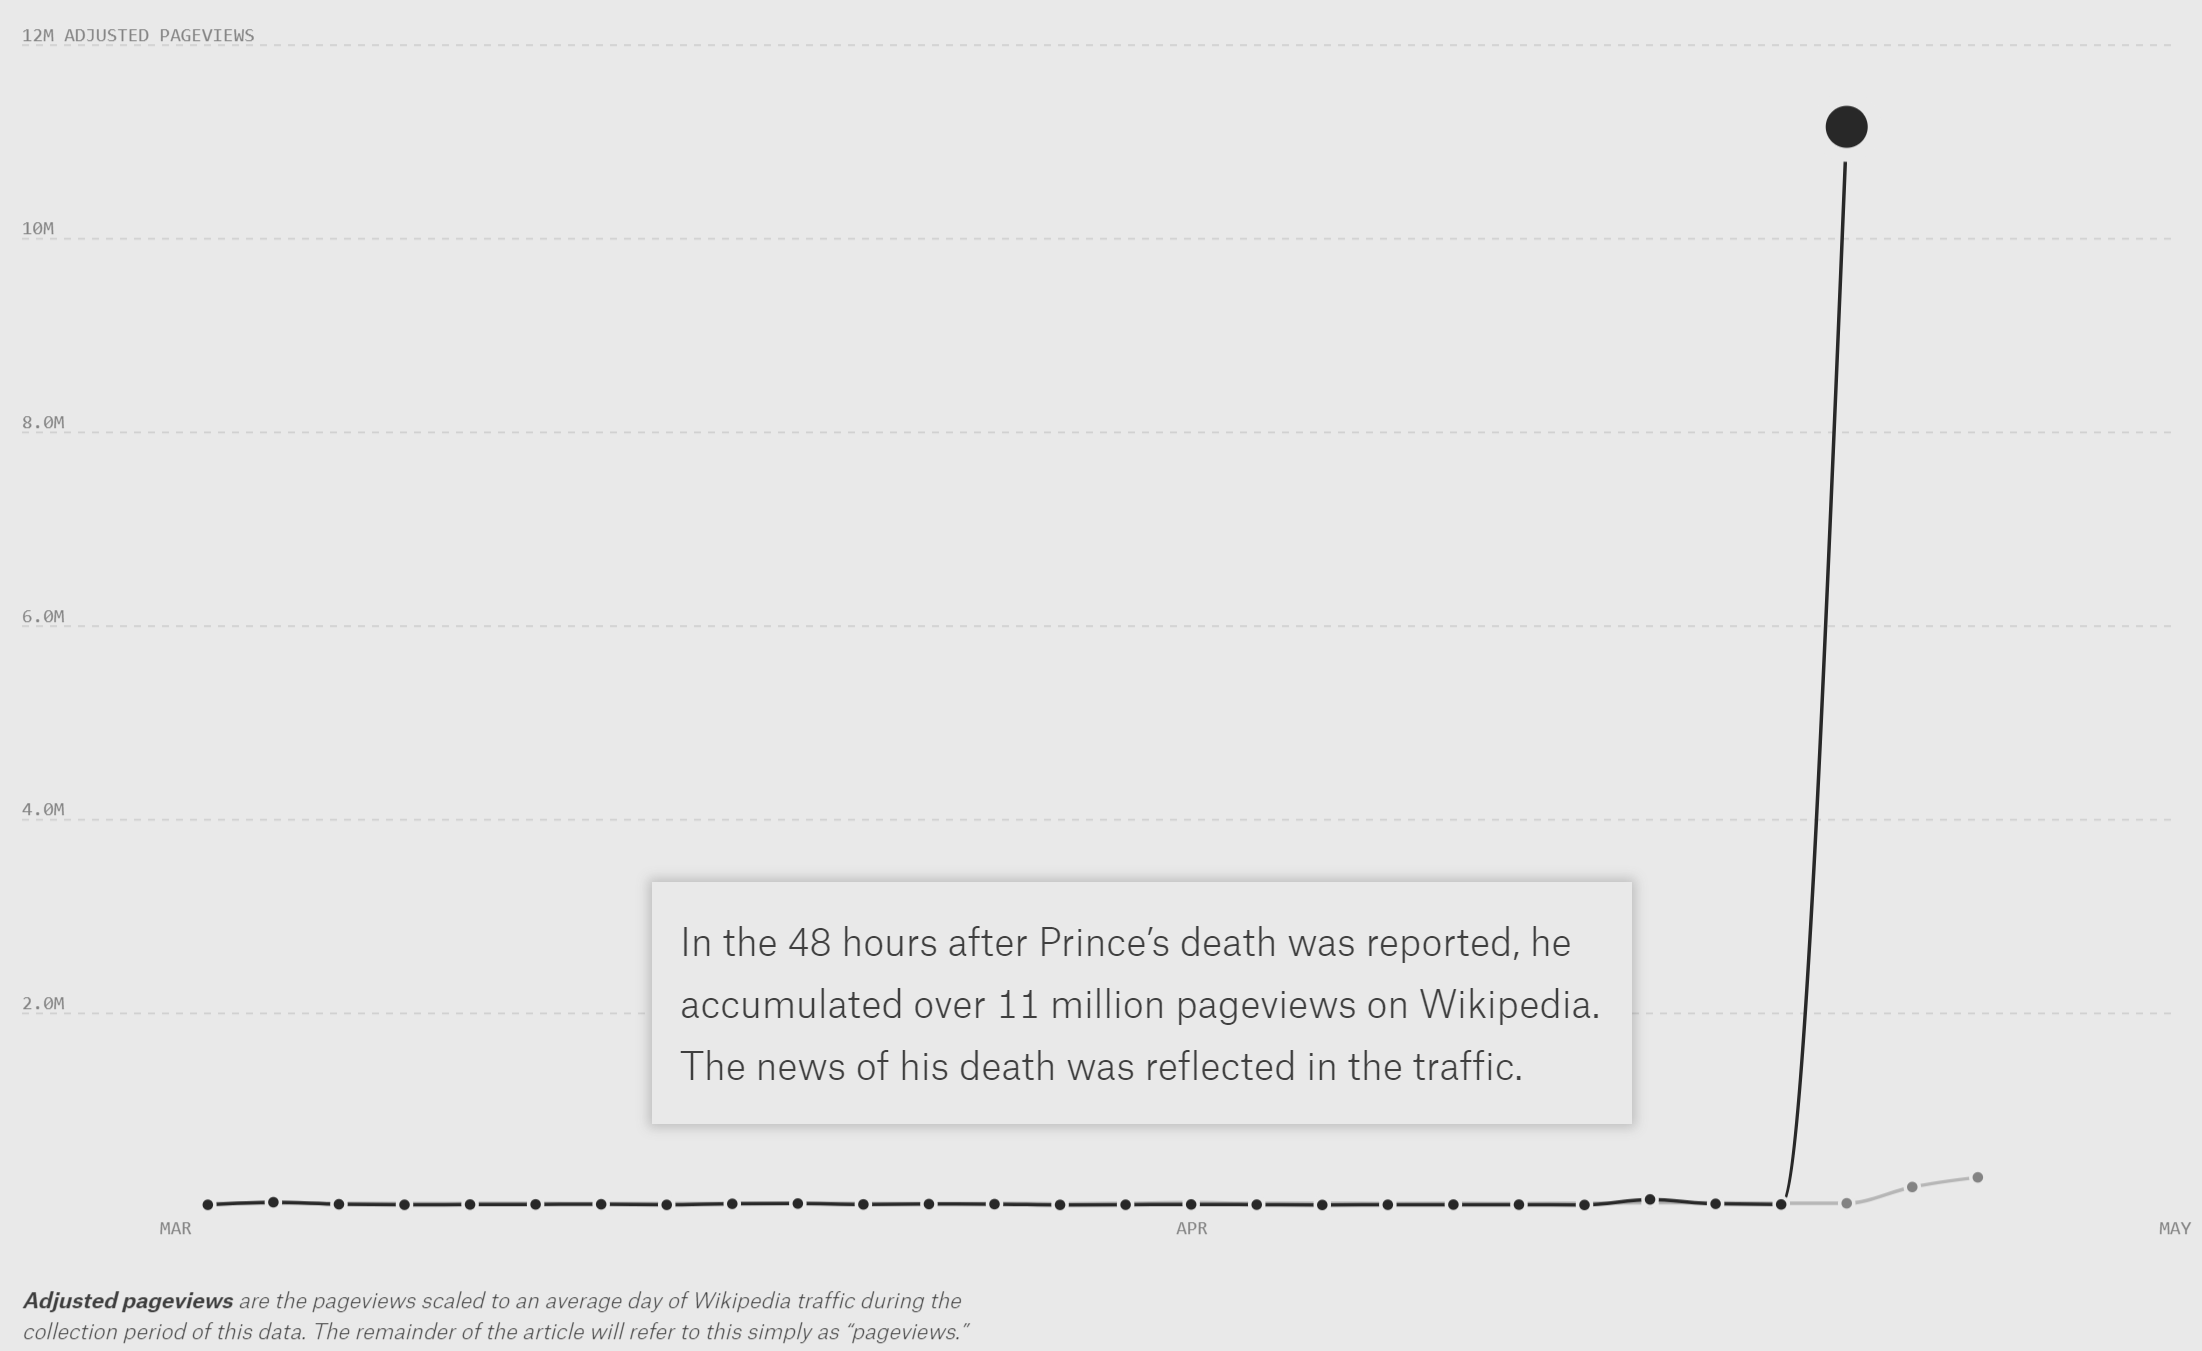 12M ADJUSTED PAGEVIEWS
10M
8.0M
6.0M
4.0M
2.0M
In the 48 hours after Prince’s death was reported, he
accumulated over 11 million pageviews on Wikipedia.
The news of his death was reflected in the traffic.
MAR APR MAY
Adjusted pageviews are the pageviews scaled to an average day of Wikipedia traffic during the
collection period of this data. The remainder of the article will refer to this simply as “pageviews.”